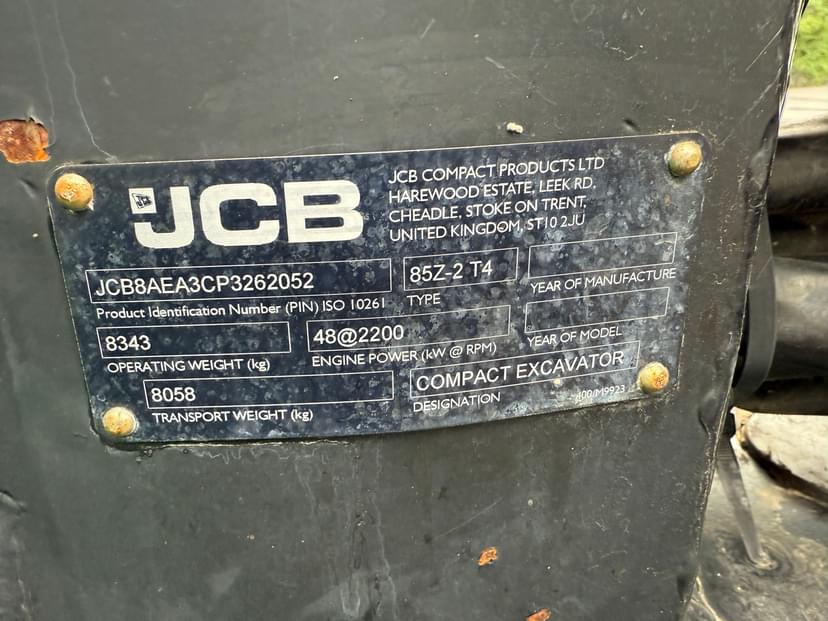 JCB
JCB COMPACT PRODUCTS LTD
HAREWOOD ESTATE, LEEK RD,
CHEADLE, STOKE ON TRENT,
UNITED KINGDOM, ST10 2JU
JCB8AEA3CP3262052
Product Identification Number (PIN) ISO 10261
85Z-2 T4
TYPE
YEAR OF MANUFACTURE
8343
OPERATING WEIGHT (kg)
48@2200
ENGINE POWER (kW @ RPM)
YEAR OF MODEL
8058
TRANSPORT WEIGHT (kg)
COMPACT EXCAVATOR
DESIGNATION
400/M9923